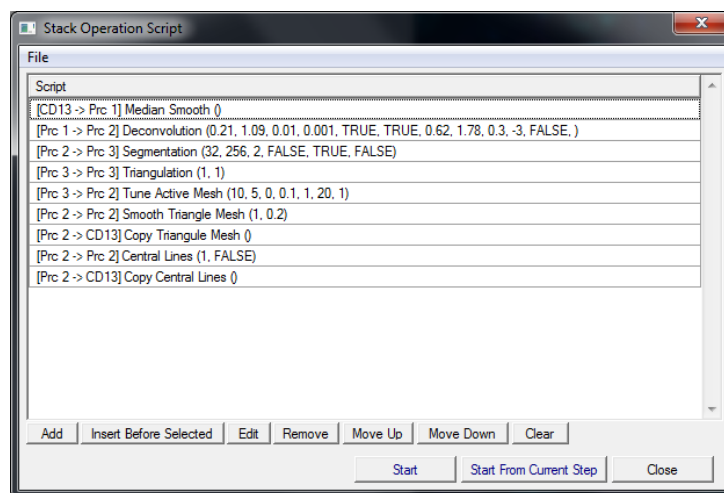 Stack Operation Script
File
Script
[CD13 -> Prc 1] Median Smooth ()
[Prc 1 -> Prc 2] Deconvolution (0.21, 1.09, 0.01, 0.001, TRUE, TRUE, 0.62, 1.78, 0.3, -3, FALSE, )
[Prc 2 -> Prc 3] Segmentation (32, 256, 2, FALSE, TRUE, FALSE)
[Prc 3 -> Prc 3] Triangulation (1, 1)
[Prc 3 -> Prc 2] Tune Active Mesh (10, 5, 0, 0.1, 1, 20, 1)
[Prc 2 -> Prc 2] Smooth Triangle Mesh (1, 0.2)
[Prc 2 -> CD13] Copy Triangule Mesh ()
[Prc 2 -> Prc 2] Central Lines (1, FALSE)
[Prc 2 -> CD13] Copy Central Lines ()
Add Insert Before Selected Edit Remove Move Up Move Down Clear
Start Start From Current Step Close